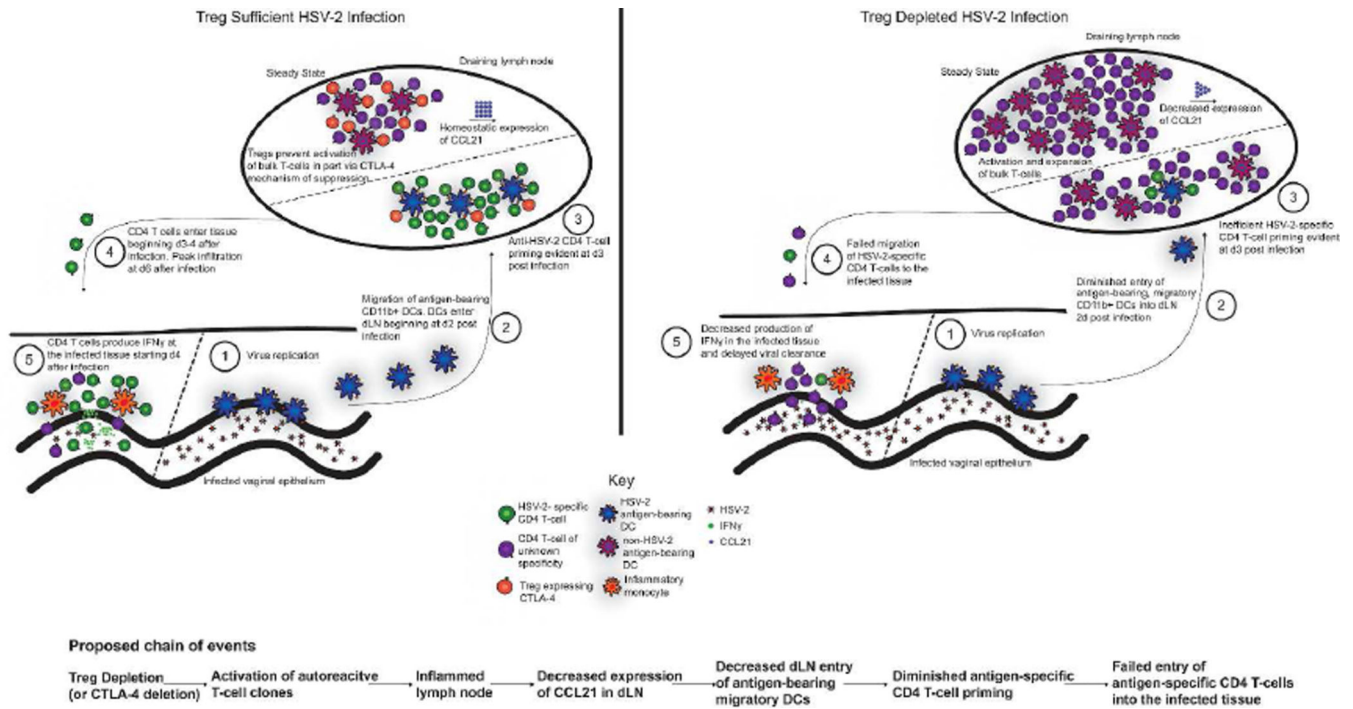 Treg Sufficient HSV-2 Infection
Draining lymph node
Steady State
Homeostatic expression
of CCL21
Tregs prevent activation
of bulk T-cells in part via CTLA-4
mechanism of suppression
3
Anti-HSV-2 CD4 T-cell
priming evident at d3
post infection
4
CD4 T cells enter tissue
beginning d3-4 after
infection. Peak infiltration
at d6 after infection
Migration of antigen-bearing
CD11b+ DCs. DCs enter
dLN beginning at d2 post
infection
2
5
CD4 T cells produce IFNγ at
the infected tissue starting d4
after infection
1
Virus replication
Infected vaginal epithelium
Treg Depleted HSV-2 Infection
Draining lymph node
Steady State
Decreased expression
of CCL21
Activation and expansion
of bulk T-cells
3
Inefficient HSV-2-specific
CD4 T-cell priming evident
at d3 post infection
4
Failed migration
of HSV-2-specific
CD4 T-cells to the
infected tissue
Diminished entry of
antigen-bearing, migratory
CD11b+ DCs into dLN
2d post infection
2
5
Decreased production of
IFNγ in the infected tissue
and delayed viral clearance
1
Virus replication
Infected vaginal epithelium
Key
HSV-2- specific
CD4 T-cell
CD4 T-cell of
unknown
specificity
Treg expressing
CTLA-4
HSV-2
antigen-bearing
DC
non-HSV-2
antigen-bearing
DC
Inflammatory
monocyte
HSV-2
IFNγ
CCL21
Proposed chain of events
Treg Depletion
(or CTLA-4 deletion)
Activation of autoreacitve
T-cell clones
Inflammed
lymph node
Decreased expression
of CCL21 in dLN
Decreased dLN entry
of antigen-bearing
migratory DCs
Diminished antigen-specific
CD4 T-cell priming
Failed entry of
antigen-specific CD4 T-cells
into the infected tissue